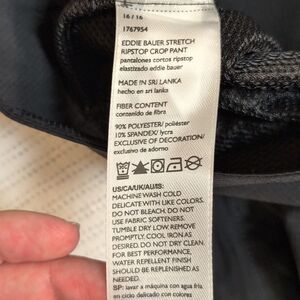 16 / 16
1767954
EDDIE BAUER STRETCH
RIPSTOP CROP PANT
pantalones cortos ripstop
elastizado eddie bauer
MADE IN SRI LANKA
hecho en sri lanka
FIBER CONTENT
contenido de fibra
90% POLYESTER/ poliéster
10% SPANDEX/ lycra
EXCLUSIVE OF DECORATION/
exclusivo de adorno
US/CA/UK/AU/IS:
MACHINE WASH COLD
DELICATE WITH LIKE COLORS.
DO NOT BLEACH. DO NOT USE
FABRIC SOFTENERS.
TUMBLE DRY LOW. REMOVE
PROMPTLY. COOL IRON AS
DESIRED. DO NOT DRY CLEAN.
FOR BEST PERFORMANCE,
WATER REPELLENT FINISH
SHOULD BE REPLENISHED AS
NEEDED.
SP: lavar a máquina con agua fría
en ciclo delicado con colores